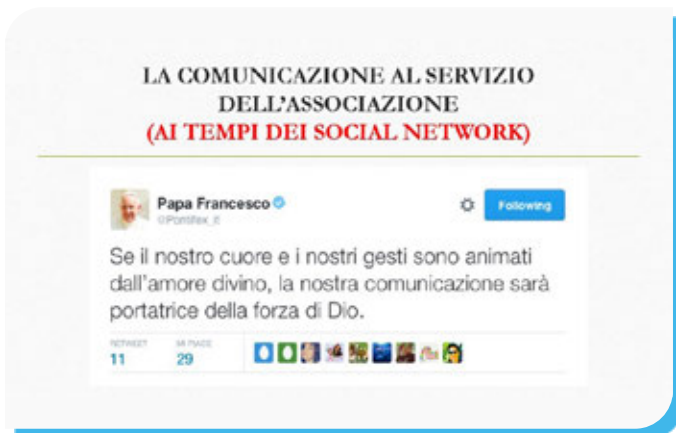 LA COMUNICAZIONE AL SERVIZIO
DELL'ASSOCIAZIONE
(AI TEMPI DEI SOCIAL NETWORK)
Papa Francesco
Following
@Pontifex_it
Se il nostro cuore e i nostri gesti sono animati
dall'amore divino, la nostra comunicazione sarà
portatrice della forza di Dio.
RETWEET MI PIACE
11 29